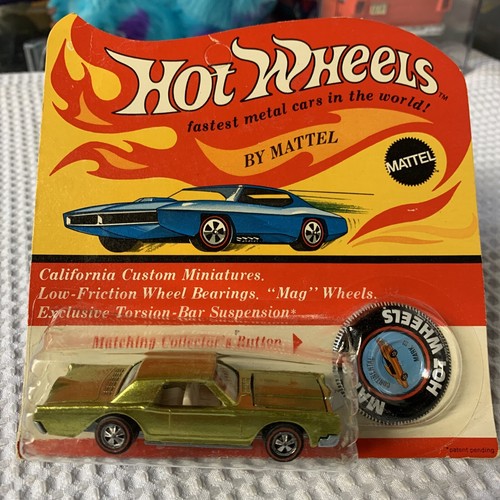 Hot Wheels™
fastest metal cars in the world!
BY MATTEL
MATTEL
California Custom Miniatures.
Low-Friction Wheel Bearings. "Mag" Wheels.
Exclusive Torsion-Bar Suspension*
Matching Collector's Button
HOT WHEELS
*patent pending